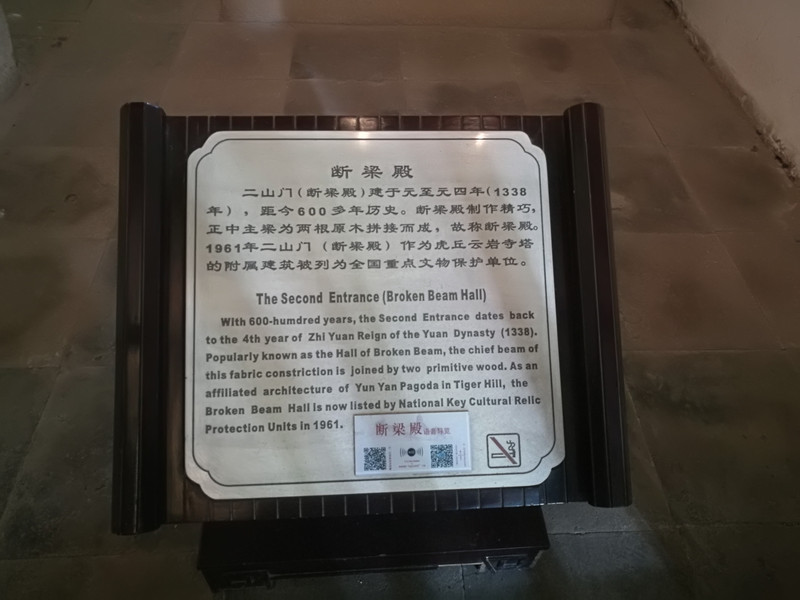 断梁殿
二山门(断梁殿)建于元至元四年(1338
年),距今600多年历史。断梁殿制作精巧,
正中主梁为两根原木拼接而成,故称断梁殿。
1961年二山门(断梁殿)作为虎丘云岩寺塔
的附属建筑被列为全国重点文物保护单位。
The Second Entrance (Broken Beam Hall)
With 600-humdred years, the Second Entrance dates back
to the 4th year of Zhi Yuan Reign of the Yuan Dynasty (1338).
Popularly known as the Hall of Broken Beam, the chief beam of
this fabric constriction is joined by two primitive wood. As an
affiliated architecture of Yun Yan Pagoda in Tiger Hill, the
Broken Beam Hall is now listed by National Key Cultural Relic
Protection Units in 1961.
断梁殿